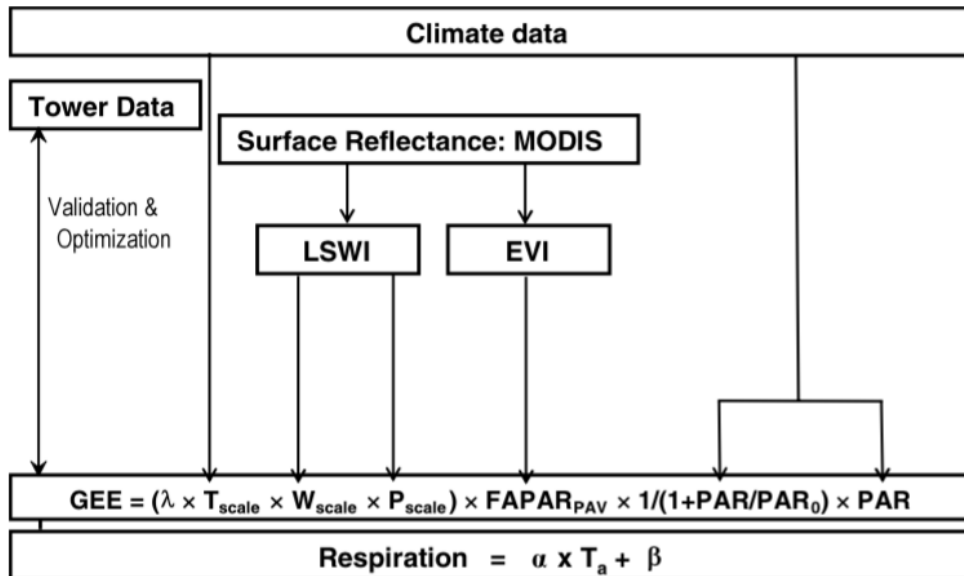 Climate data
Tower Data
Surface Reflectance: MODIS
Validation &
Optimization
LSWI
EVI
GEE = (λ × T_scale × W_scale × P_scale) × FAPAR_PAV × 1/(1+PAR/PAR_0) × PAR
Respiration = α x T_a + β